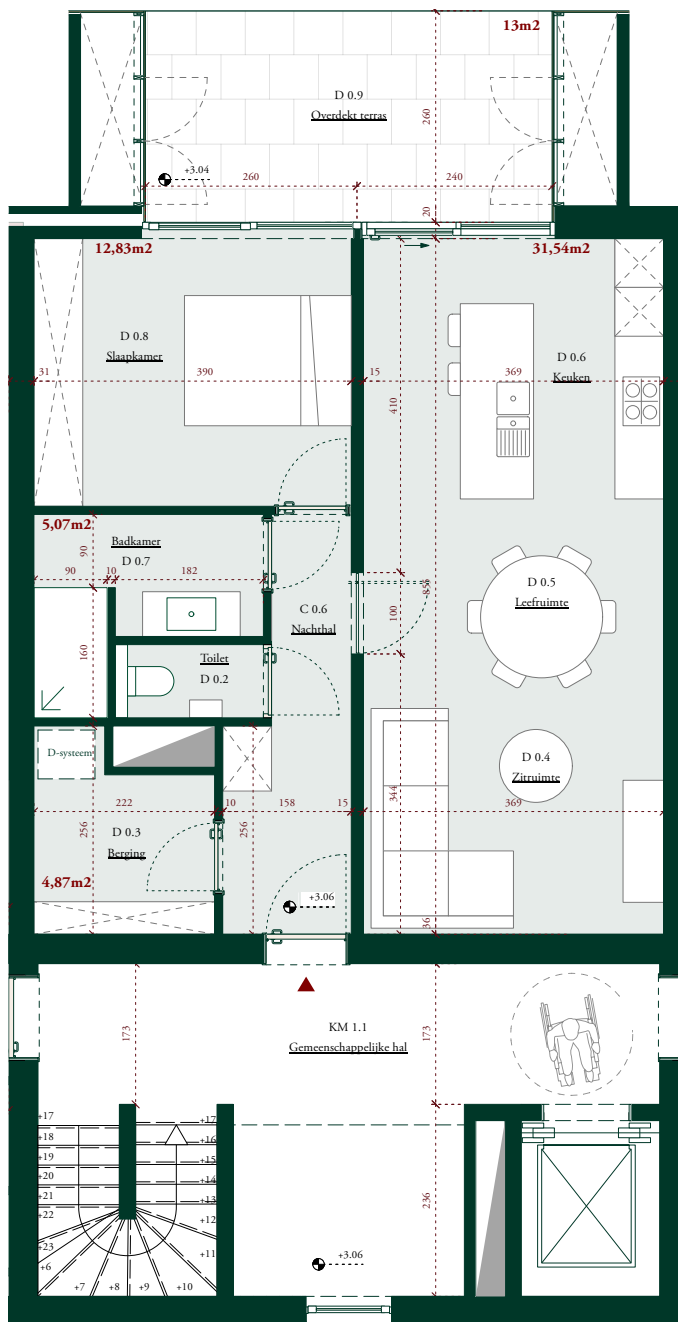 13m2
D 0.9
Overdekt terras
260
+3.04
260
240
20
12,83m2
31,54m2
D 0.8
Slaapkamer
D 0.6
Keuken
31
390
15
369
410
5,07m2
Badkamer
D 0.7
90
90
10
182
C 0.6
Nachthal
D 0.5
Leefruimte
856
100
160
Toilet
D 0.2
D-systeem
D 0.4
Zitruimte
344
222
10
158
15
369
256
D 0.3
Berging
256
4,87m2
+3.06
36
173
KM 1.1
Gemeenschappelijke hal
173
+17
+18
+19
+20
+21
+22
+23
+6
+7
+8
+9
+10
+11
+12
+13
+14
+15
+16
+17
236
+3.06